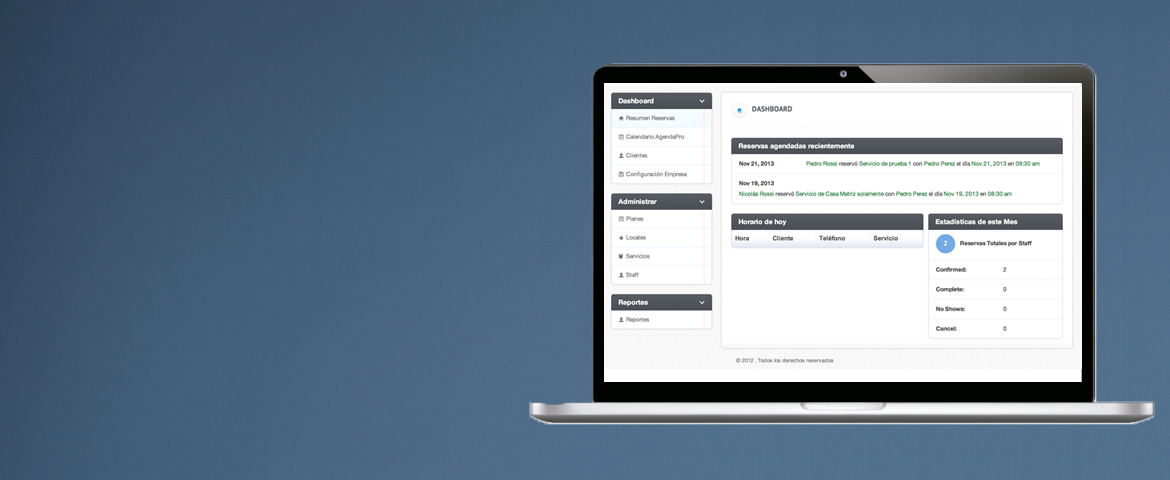 Dashboard
Resumen Reservas
Calendario AgendaPro
Clientes
Configuración Empresa
Administrar
Planes
Locales
Servicios
Staff
Reportes
Reportes
DASHBOARD
Reservas agendadas recientemente
Nov 21, 2013 Pedro Rossi reservó Servicio de prueba 1 con Pedro Perez el día Nov 21, 2013 en 09:30 am
Nov 19, 2013
Nicolás Rossi reservó Servicio de Casa Matriz solamente con Pedro Perez el día Nov 19, 2013 en 08:30 am
Horario de hoy
Hora Cliente Teléfono Servicio
Estadísticas de este Mes
2 Reservas Totales por Staff
Confirmed: 2
Complete: 0
No Shows: 0
Cancel: 0
© 2012 . Todos los derechos reservados